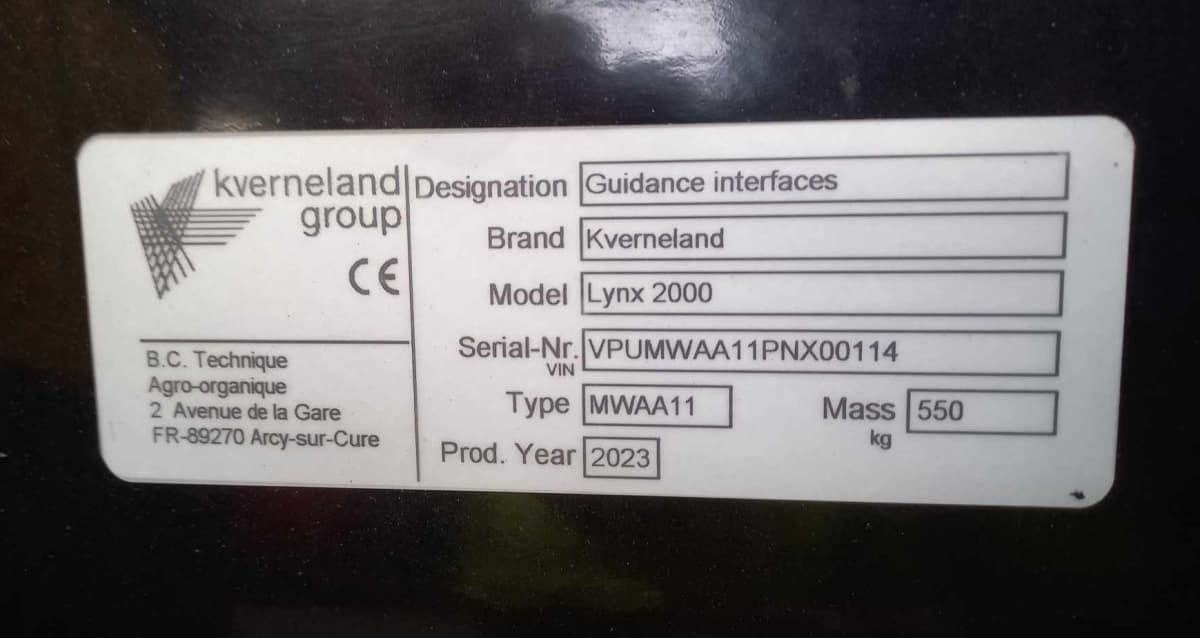 kverneland
group
CE
B.C. Technique
Agro-organique
2 Avenue de la Gare
FR-89270 Arcy-sur-Cure
Designation Guidance interfaces
Brand Kverneland
Model Lynx 2000
Serial-Nr. VPUMWAA11PNX00114
VIN
Type MWAA11 Mass 550
kg
Prod. Year 2023